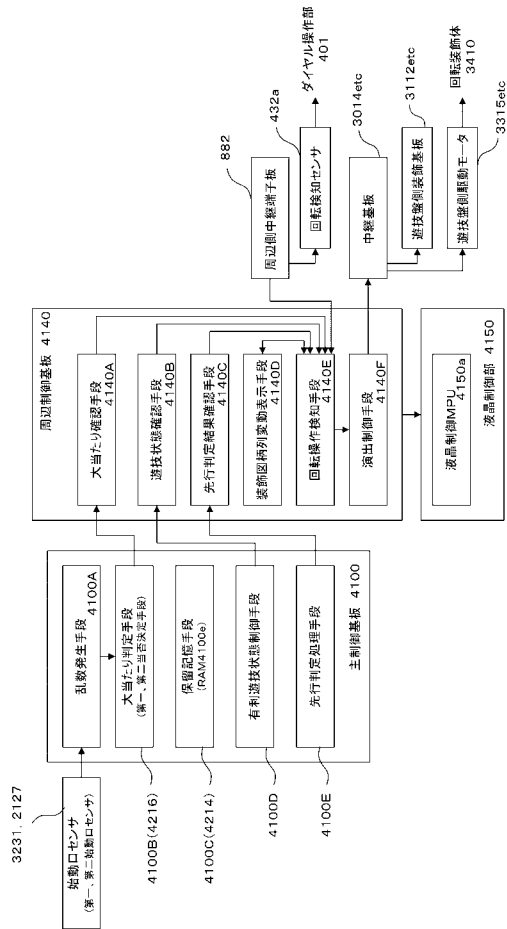 3231, 2127
始動口センサ
(第一、第二始動口センサ)
主制御基板 4100
乱数発生手段
4100A
大当たり判定手段
(第一、第二当否決定手段)
4100B(4216)
保留記憶手段
(RAM4100e)
4100C(4214)
有利遊技状態制御手段
4100D
先行判定処理手段
4100E
周辺制御基板 4140
大当たり確認手段
4140A
遊技状態確認手段
4140B
先行判定結果確認手段
4140C
装飾図柄列変動表示手段
4140D
回転操作検知手段
4140E
演出制御手段
4140F
液晶制御MPU
4150a
液晶制御部 4150
882
周辺側中継端子板
432a
回転検知センサ
ダイヤル操作部
401
3014etc
中継基板
3112etc
遊技盤側装飾基板
遊技盤側駆動モータ
3315etc
回転装飾体
3410